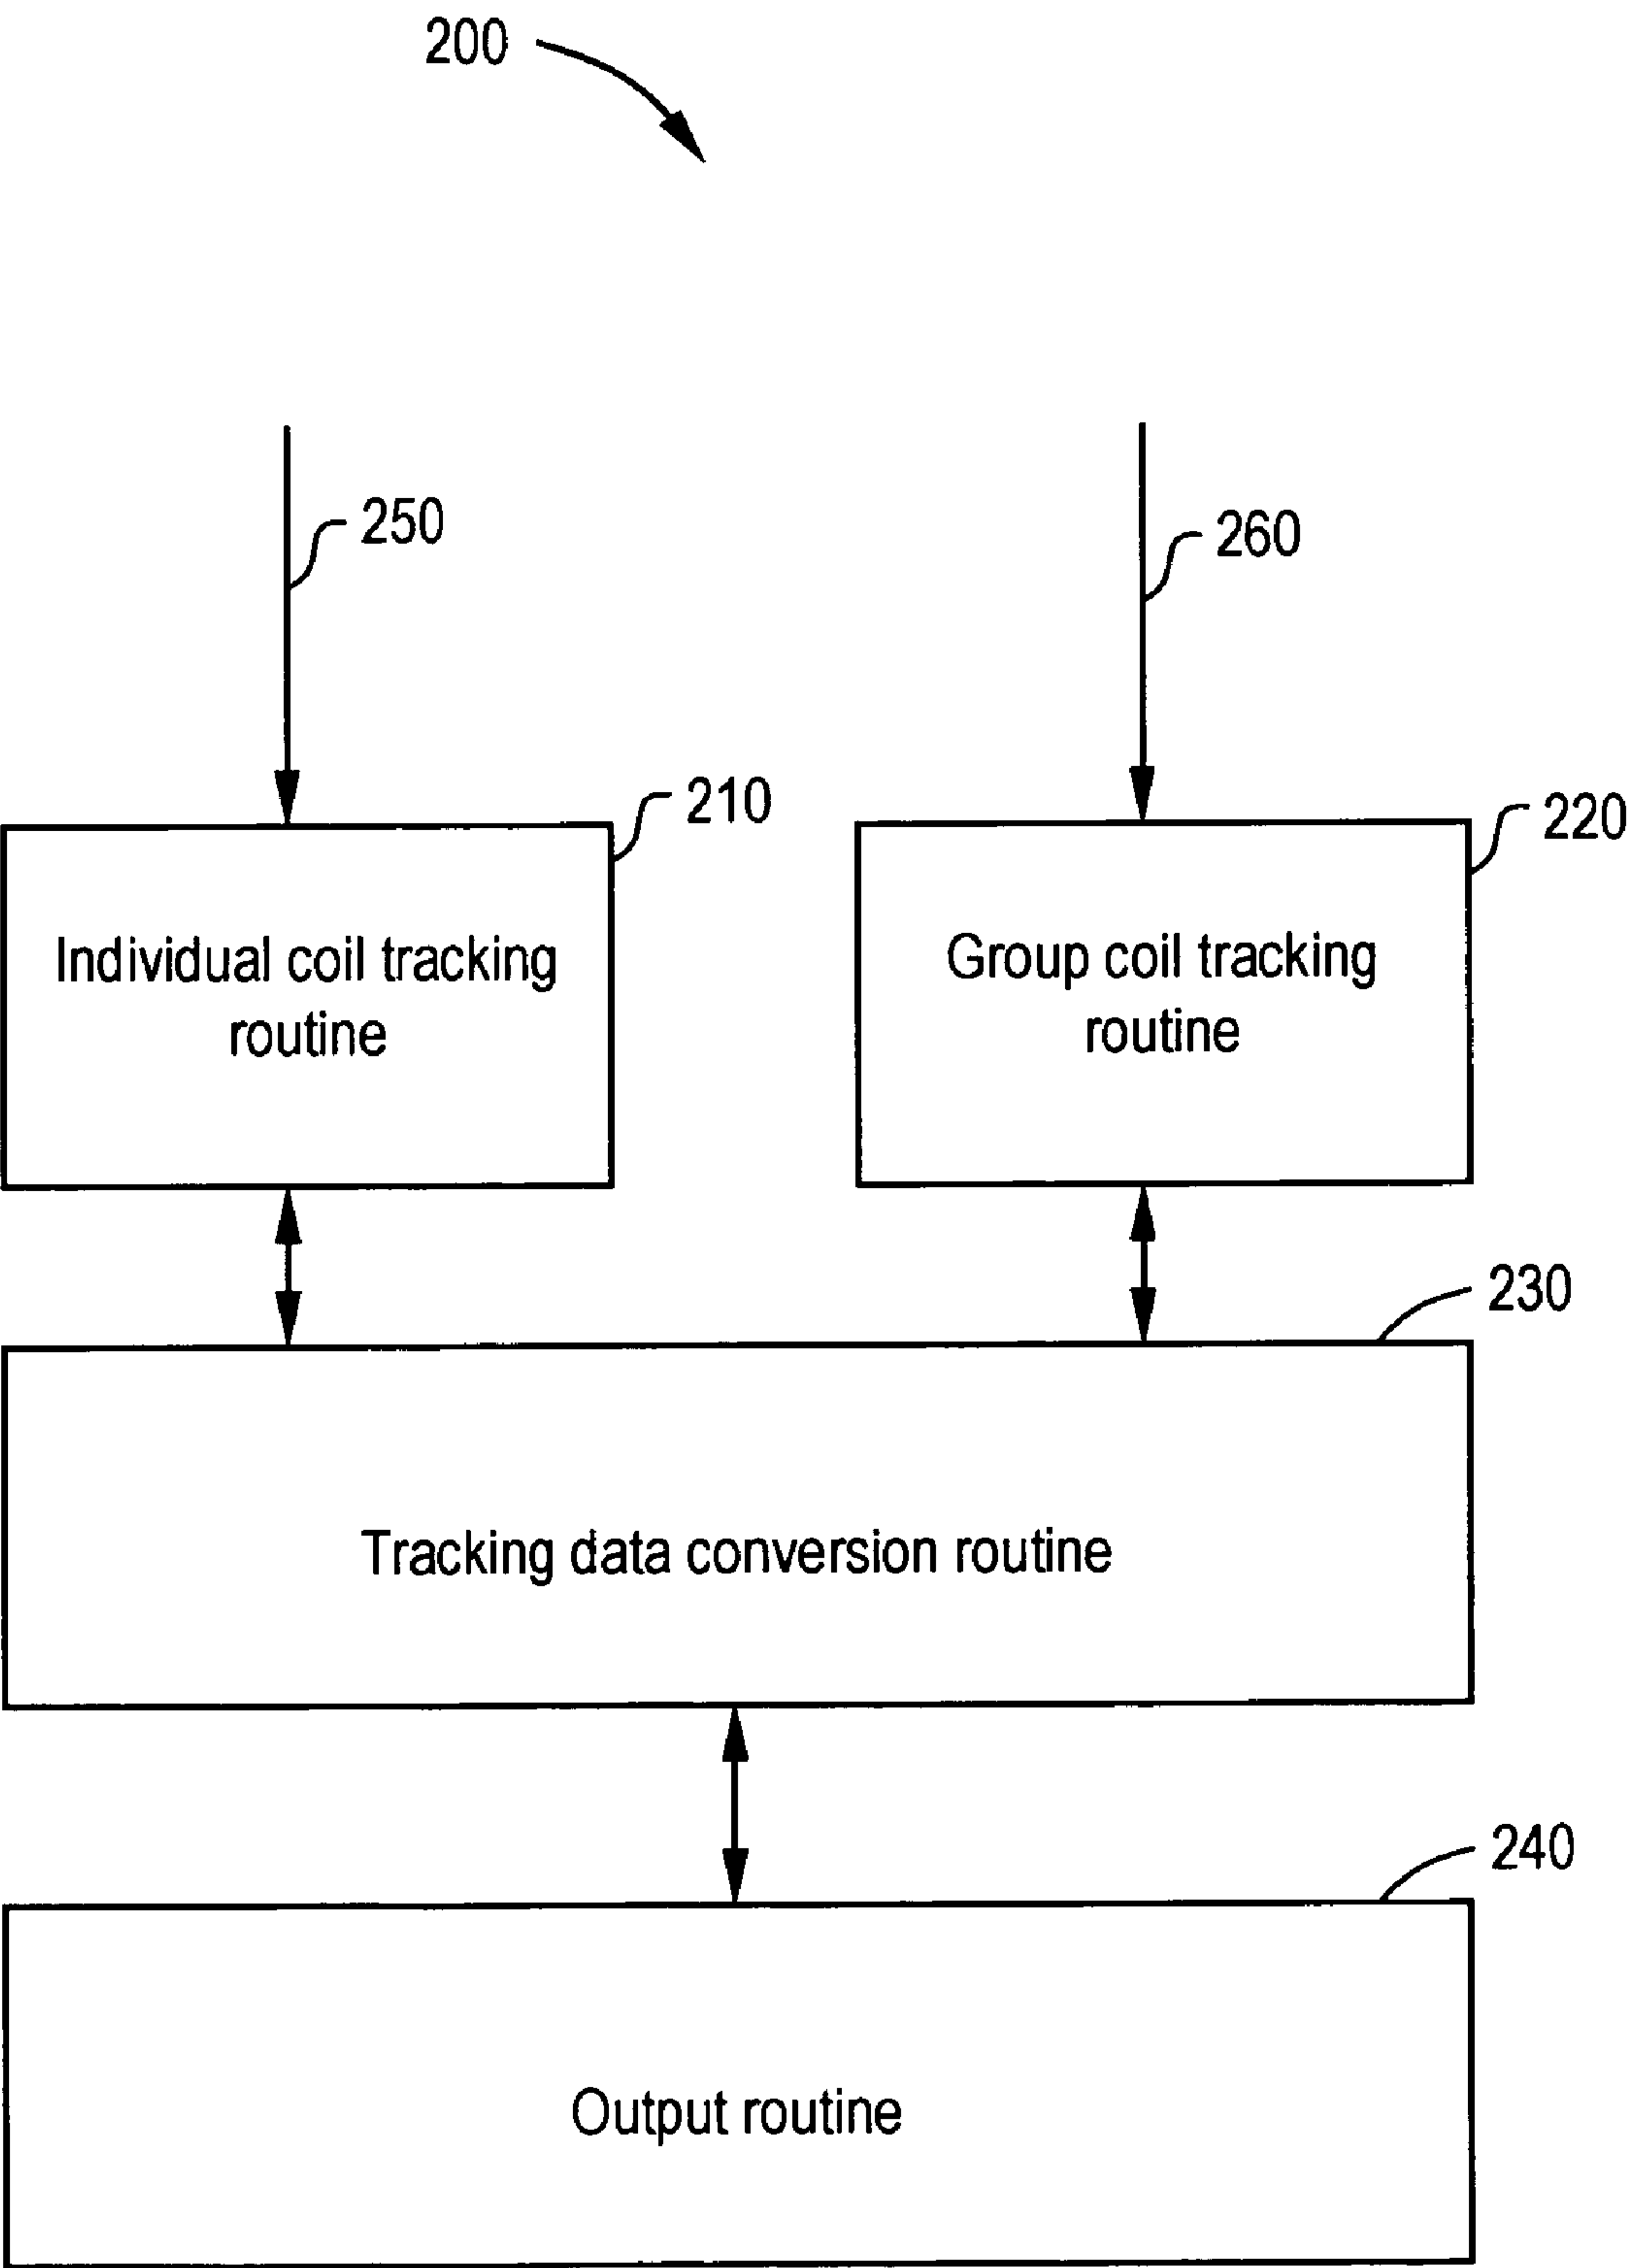 200
250
260
210
220
Individual coil tracking
routine
Group coil tracking
routine
230
Tracking data conversion routine
240
Output routine